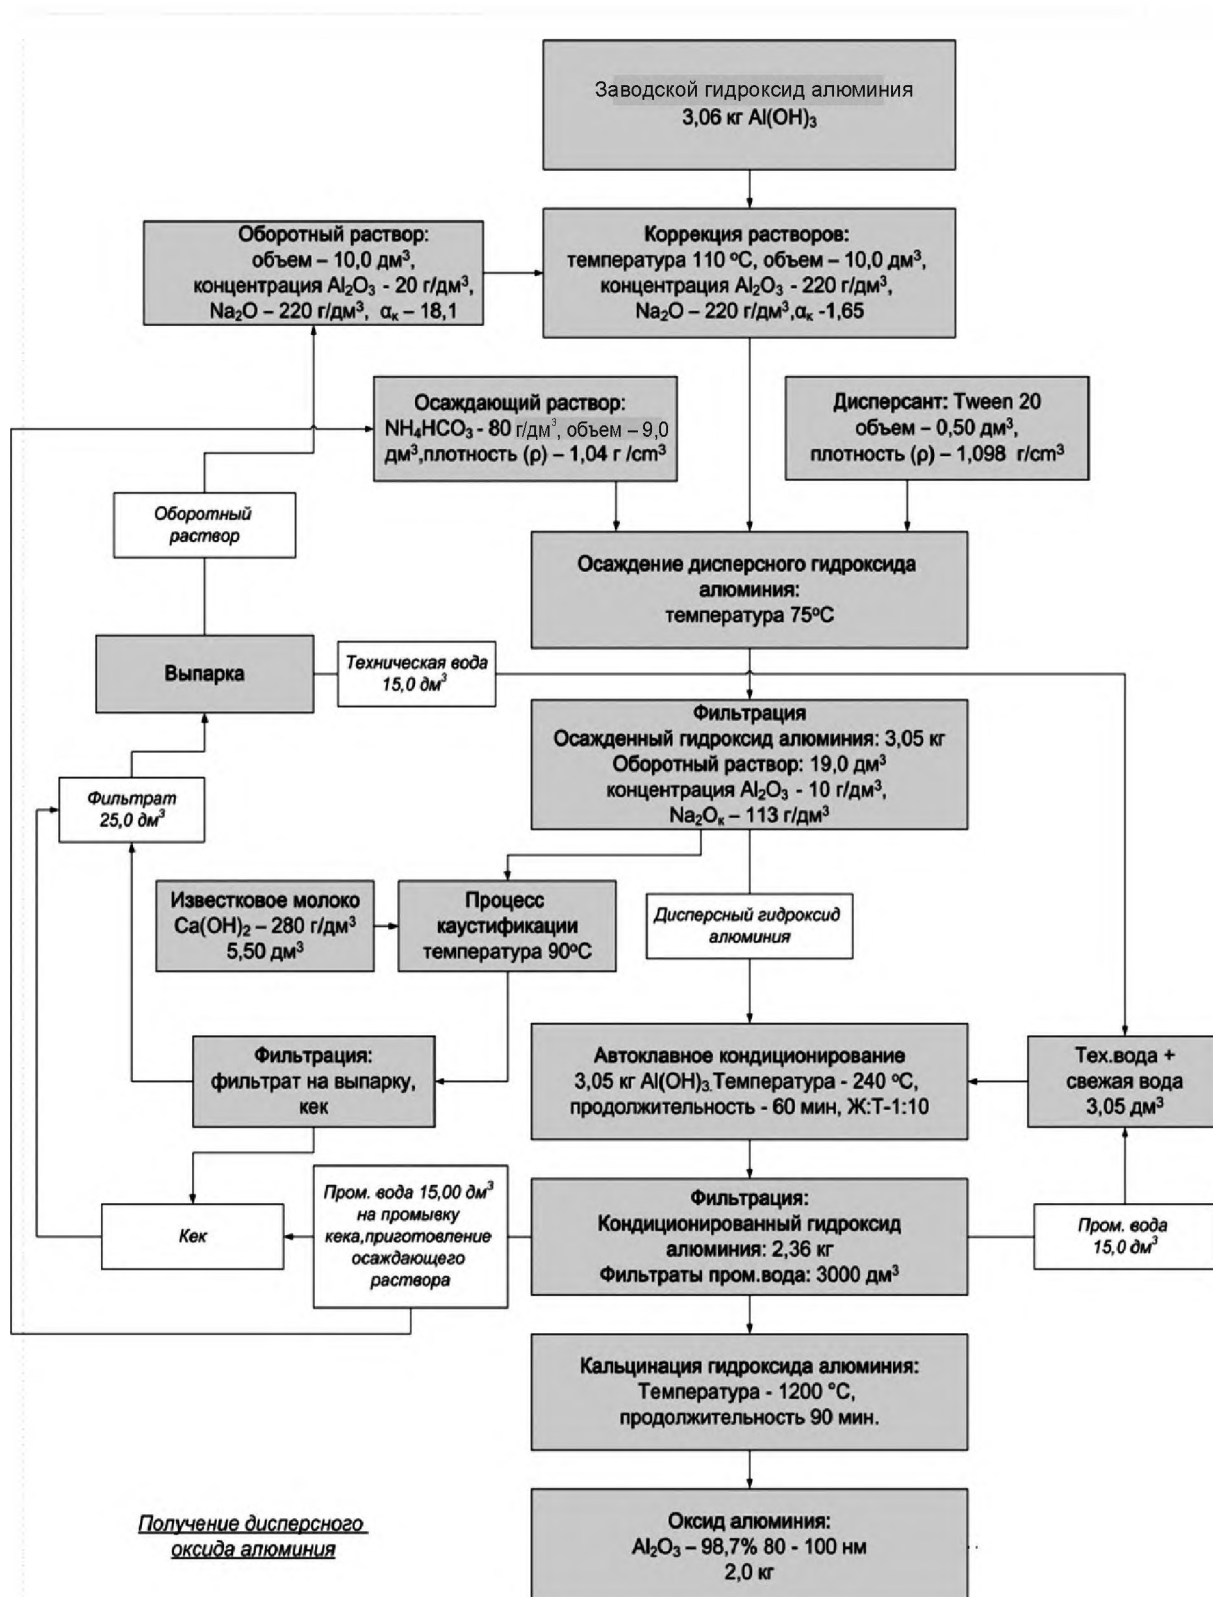 Заводской гидроксид алюминия
3,06 кг Al(OH)₃
Оборотный раствор:
объем – 10,0 дм³,
концентрация Al₂O₃ - 20 г/дм³,
Na₂O – 220 г/дм³, αₖ – 18,1
Коррекция растворов:
температура 110 ºС, объем – 10,0 дм³,
концентрация Al₂O₃ - 220 г/дм³,
Na₂O – 220 г/дм³,αₖ -1,65
Осаждающий раствор:
NH₄HCO₃ - 80 г/дм³, объем – 9,0
дм³,плотность (ρ) – 1,04 г /cm³
Дисперсант: Tween 20
объем – 0,50 дм³,
плотность (ρ) – 1,098 г/cm³
Оборотный
раствор
Осаждение дисперсного гидроксида
алюминия:
температура 75ºС
Выпарка
Техническая вода
15,0 дм³
Фильтрация
Осажденный гидроксид алюминия: 3,05 кг
Оборотный раствор: 19,0 дм³
концентрация Al₂O₃ - 10 г/дм³,
Na₂Oₖ – 113 г/дм³
Фильтрат
25,0 дм³
Известковое молоко
Ca(OH)₂ – 280 г/дм³
5,50 дм³
Процесс
каустификации
температура 90ºС
Дисперсный гидроксид
алюминия
Фильтрация:
фильтрат на выпарку,
кек
Автоклавное кондиционирование
3,05 кг Al(OH)₃.Температура - 240 ºС,
продолжительность - 60 мин, Ж:Т-1:10
Тех.вода +
свежая вода
3,05 дм³
Кек
Пром. вода 15,00 дм³
на промывку
кека,приготовление
осаждающего
раствора
Фильтрация:
Кондиционированный гидроксид
алюминия: 2,36 кг
Фильтраты пром.вода: 3000 дм³
Пром. вода
15,0 дм³
Кальцинация гидроксида алюминия:
Температура - 1200 °С,
продолжительность 90 мин.
Получение дисперсного
оксида алюминия
Оксид алюминия:
Al₂O₃ – 98,7% 80 - 100 нм
2,0 кг